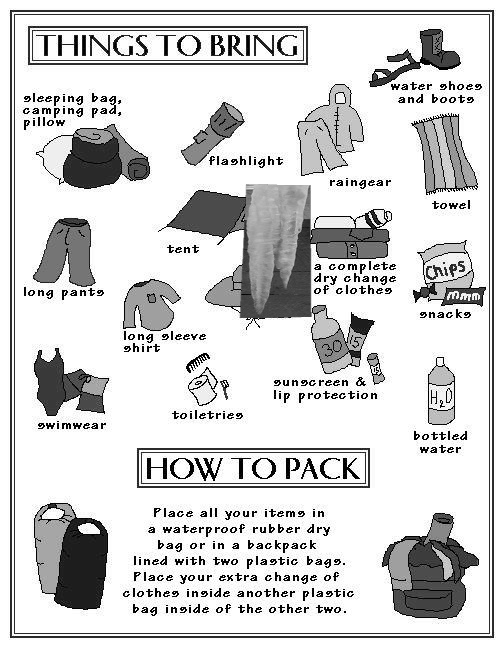 THINGS TO BRING
water shoes
and boots
sleeping bag,
camping pad,
pillow
flashlight
raingear
towel
tent
a complete
dry change
of clothes
Chips
mmm
snacks
long pants
long sleeve
shirt
30
15
15
sunscreen &
lip protection
swimwear
toiletries
H2O
bottled
water
HOW TO PACK
Place all your items in
a waterproof rubber dry
bag or in a backpack
lined with two plastic bags.
Place your extra change of
clothes inside another plastic
bag inside of the other two.